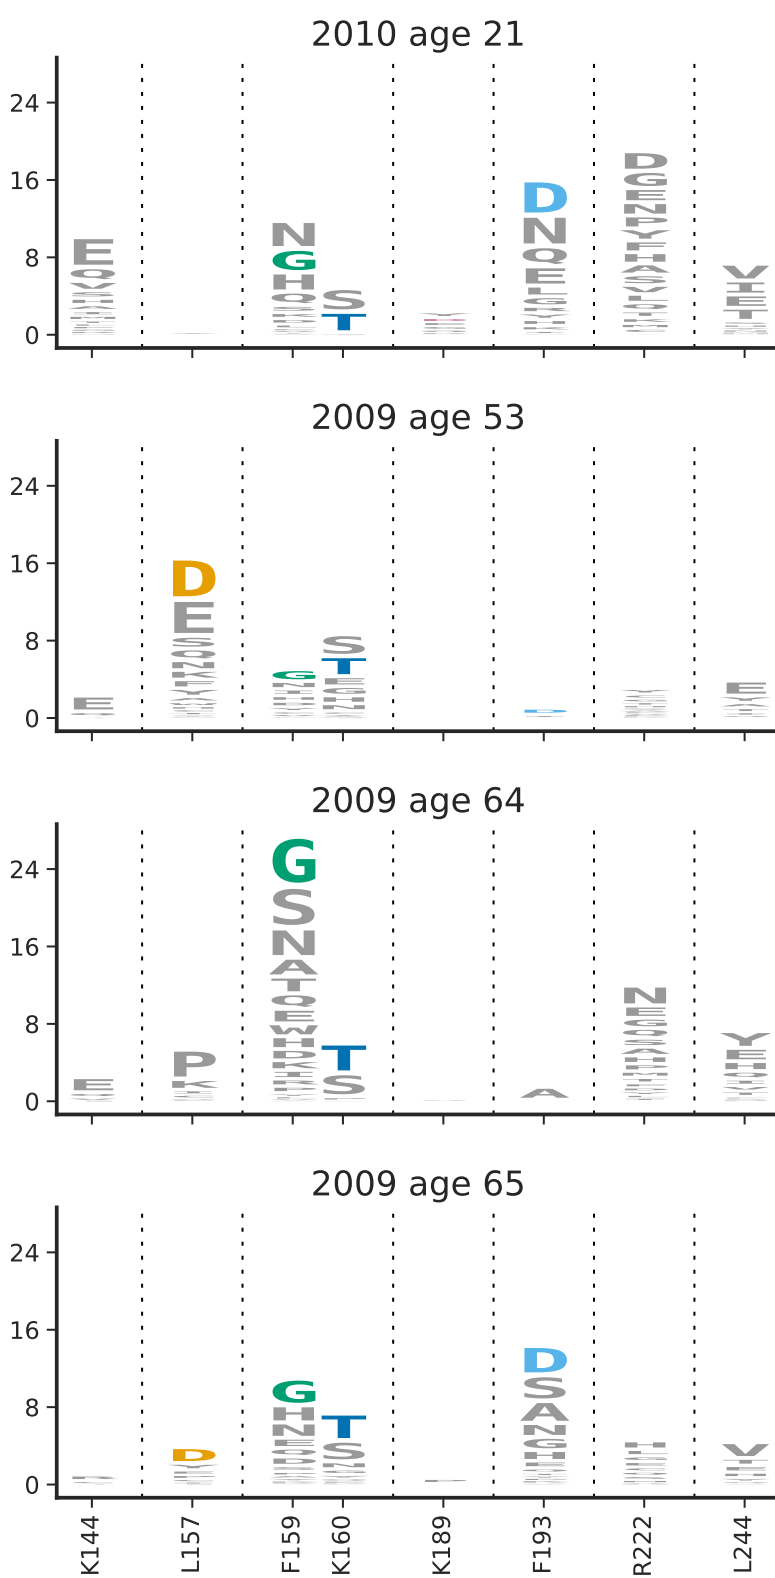 2010 age 21
24
16
8
0
E Q V
N G H Q
S T
D N Q E L G
D G E N P Y F H A S V L
V I E T
2009 age 53
24
16
8
0
E
D E S Q N K F
G N
S T E G H N
D
E
2009 age 64
24
16
8
0
E
P K
G S N A T Q E W H D K
T S
A
N E G Q S A H P M
Y E H Q
2009 age 65
24
16
8
0
D
G H N E Q D
T S N
D S A N G H
H L
V
K144 L157 F159 K160 K189 F193 R222 L244